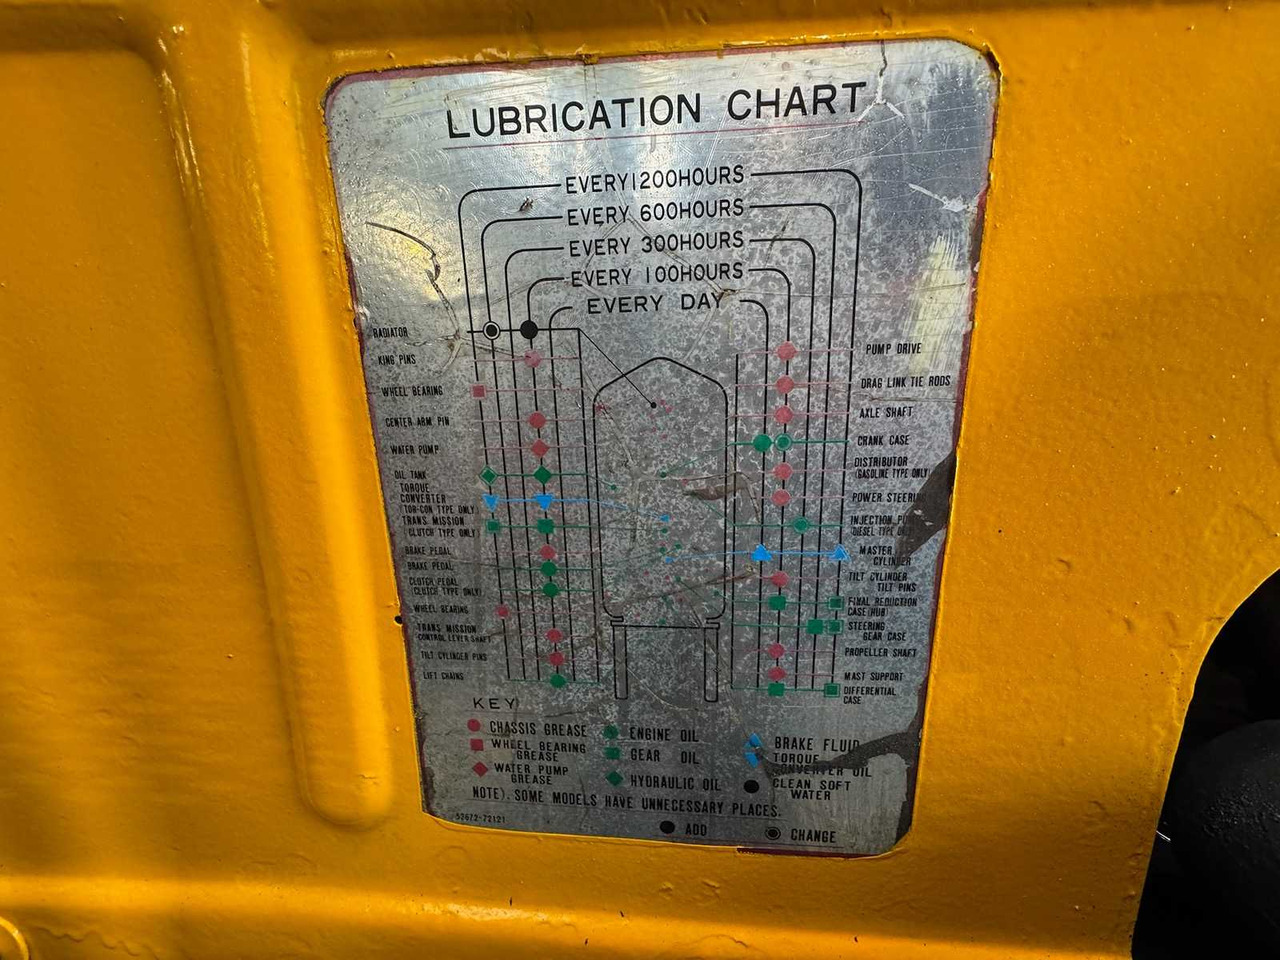 LUBRICATION CHART
EVERY 1200HOURS
EVERY 600HOURS
EVERY 300HOURS
EVERY 100HOURS
EVERY DAY
RADIATOR
KING PINS
WHEEL BEARING
CENTER ARM PIN
WATER PUMP
OIL TANK
TORQUE
CONVERTER
TOR-CON TYPE ONLY)
TRANS MISSION
CLUTCH TYPE ONLY)
BRAKE PEDAL
BRAKE PEDAL
CLUTCH PEDAL
CLUTCH TYPE ONLY)
WHEEL BEARING
TRANS MISSION
CONTROL LEVER SHAFT
TILT CYLINDER PINS
LIFT CHAINS
PUMP DRIVE
DRAG LINK TIE RODS
AXLE SHAFT
CRANK CASE
DISTRIBUTOR
(GASOLINE TYPE ONLY)
POWER STEERING
INJECTION
DIESEL TYPE
MASTER
CYLINDER
TILT CYLINDER
TILT PINS
FINAL REDUCTION
CASE (HUB)
STEERING
GEAR CASE
PROPELLER SHAFT
MAST SUPPORT
DIFFERENTIAL
CASE
KEY
CHASSIS GREASE
WHEEL BEARING
GREASE
WATER PUMP
GREASE
ENGINE OIL
GEAR OIL
HYDRAULIC OIL
BRAKE FLUID
TORQUE
CONVERTER OIL
CLEAN SOFT
WATER
NOTE). SOME MODELS HAVE UNNECESSARY PLACES.
52672-72121
ADD
CHANGE